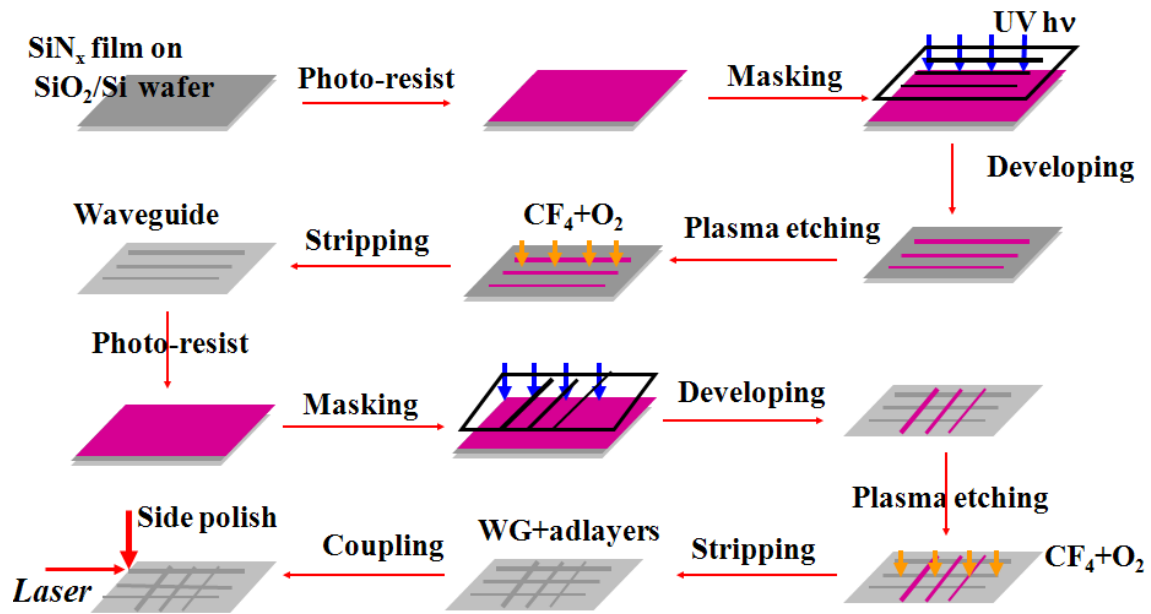 SiNₓ film on
SiO₂/Si wafer
Photo-resist
Masking
UV hν
Developing
Plasma etching
CF₄+O₂
Stripping
Waveguide
Photo-resist
Masking
Developing
Plasma etching
CF₄+O₂
Stripping
WG+adlayers
Coupling
Side polish
Laser